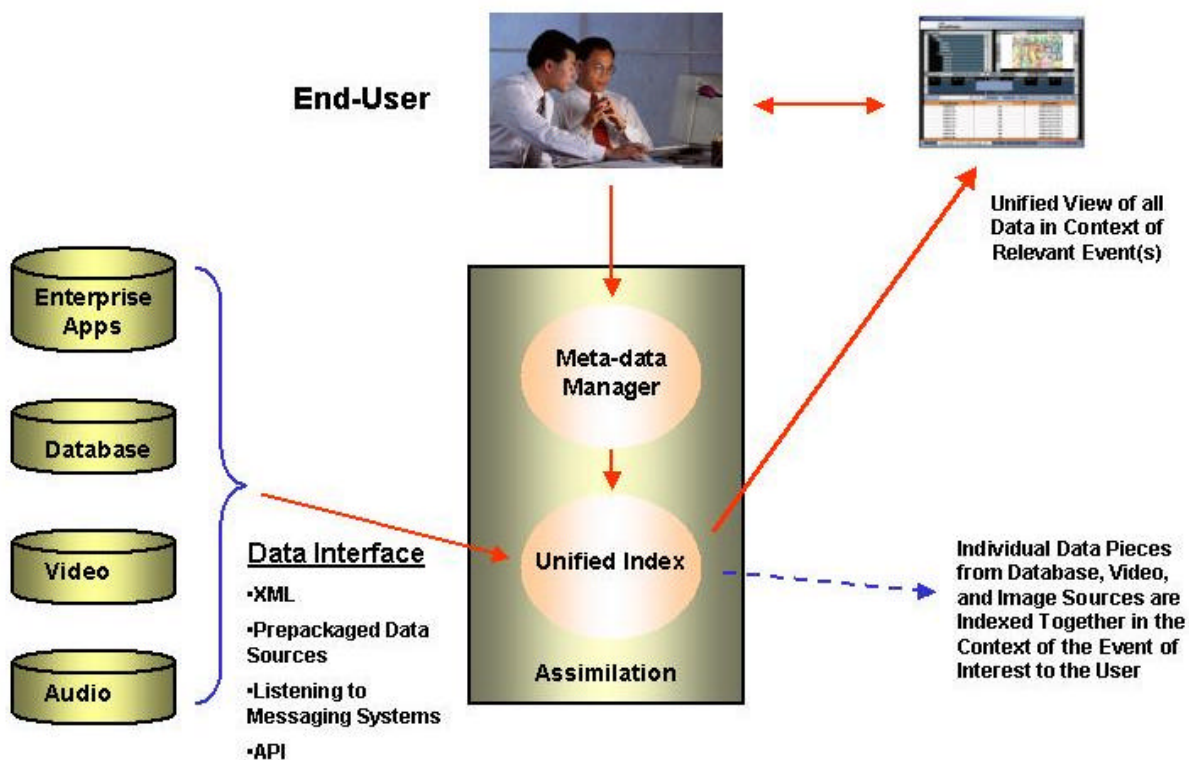 End-User
Unified View of all
Data in Context of
Relevant Event(s)
Enterprise
Apps
Database
Video
Audio
Data Interface
•XML
•Prepackaged Data
Sources
•Listening to
Messaging Systems
•API
Meta-data
Manager
Unified Index
Assimilation
Individual Data Pieces
from Database, Video,
and Image Sources are
Indexed Together in the
Context of the Event of
Interest to the User